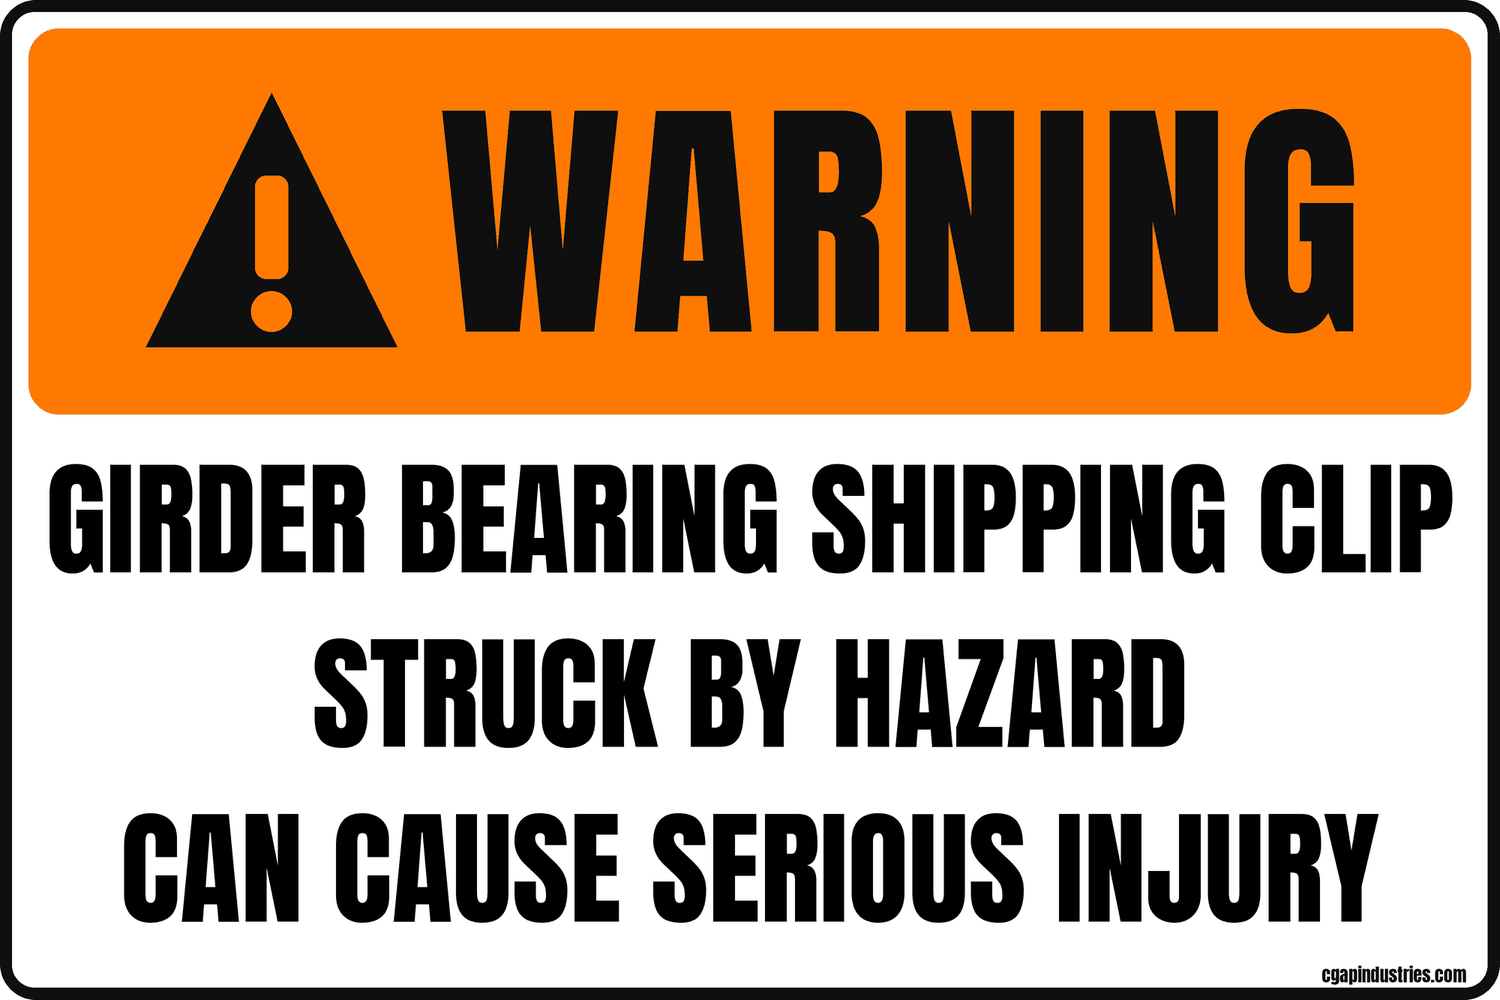 WARNING
GIRDER BEARING SHIPPING CLIP
STRUCK BY HAZARD
CAN CAUSE SERIOUS INJURY
cgapindustries.com